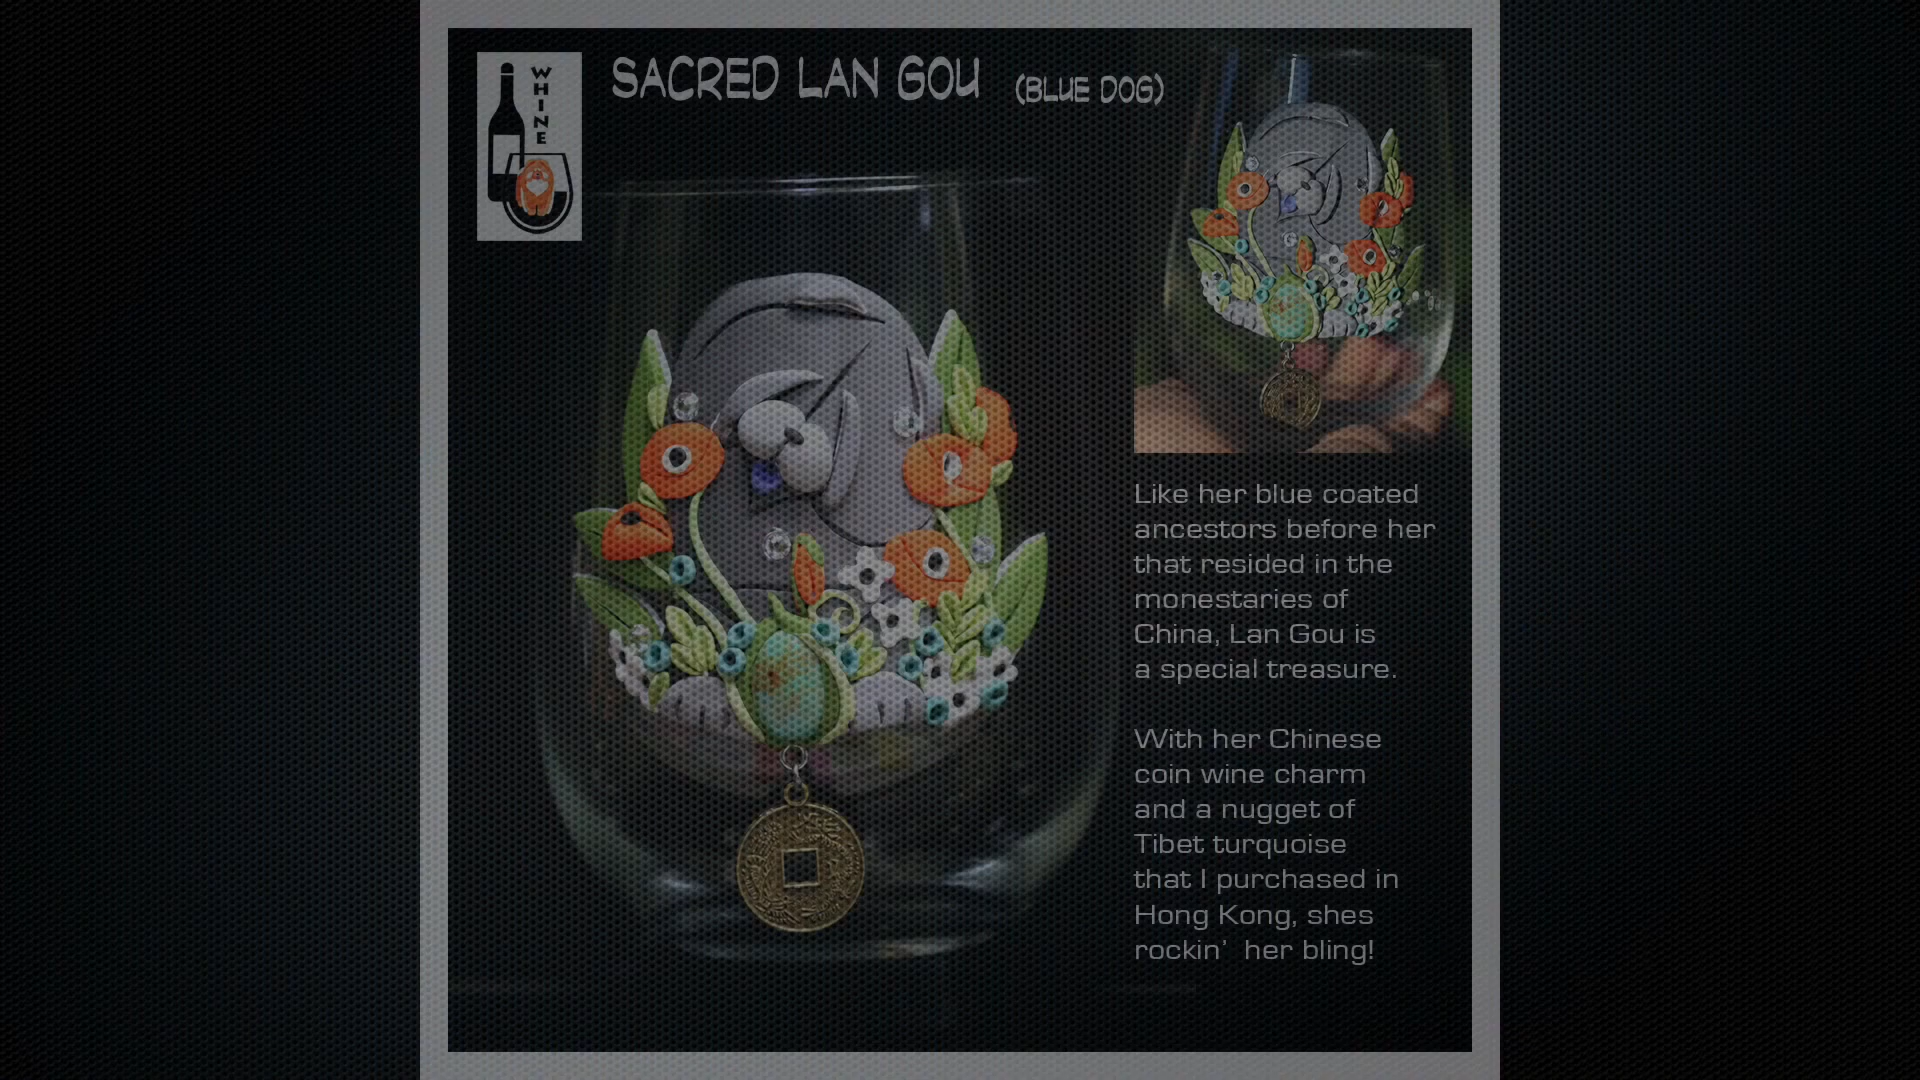 WHINE
SACRED LAN GOU (BLUE DOG)
Like her blue coated
ancestors before her
that resided in the
monestaries of
China, Lan Gou is
a special treasure.
With her Chinese
coin wine charm
and a nugget of
Tibet turquoise
that I purchased in
Hong Kong, shes
rockin' her bling!